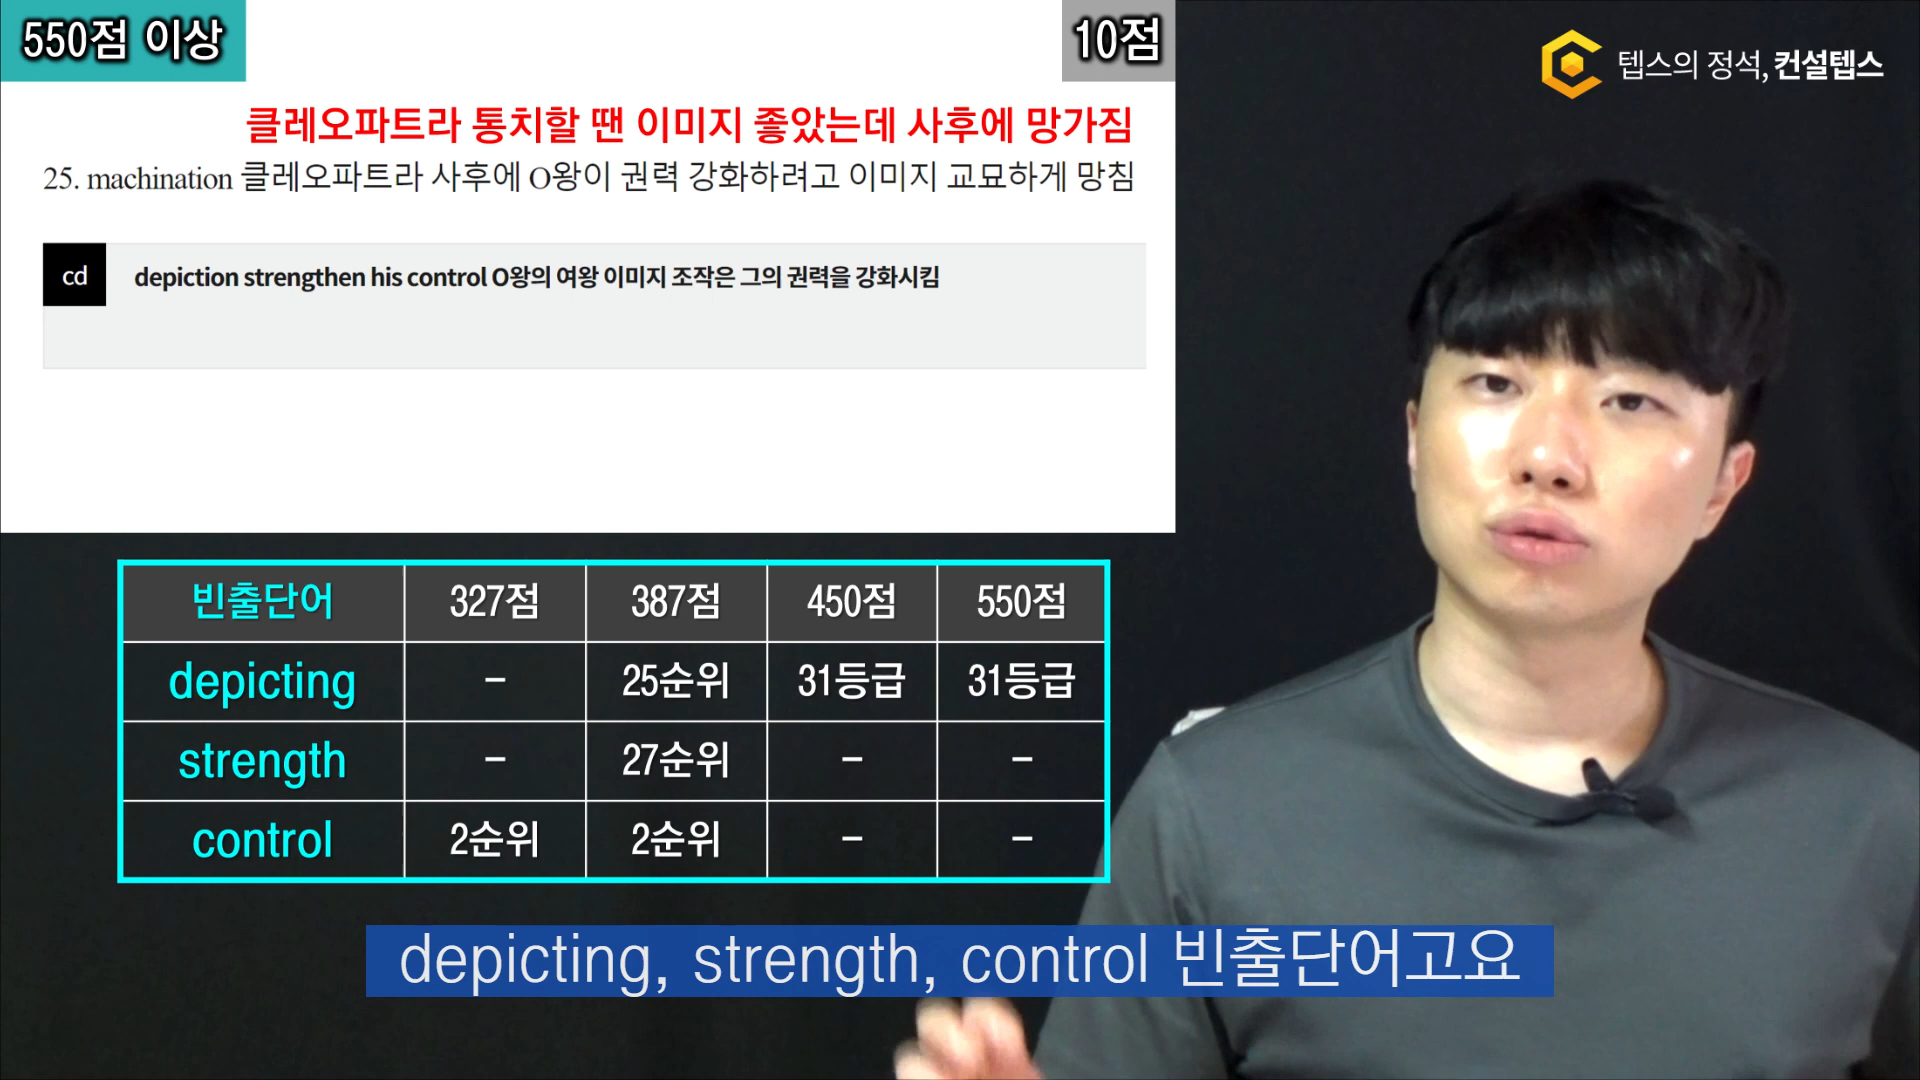 550점 이상
10점
텝스의 정석, 컨설텝스
클레오파트라 통치할 땐 이미지 좋았는데 사후에 망가짐
25. machination 클레오파트라 사후에 O왕이 권력 강화하려고 이미지 교묘하게 망침
cd depiction strengthen his control O왕의 여왕 이미지 조작은 그의 권력을 강화시킴
빈출단어 327점 387점 450점 550점
depicting - 25순위 31등급 31등급
strength - 27순위 - -
control 2순위 2순위 - -
depicting, strength, control 빈출단어고요